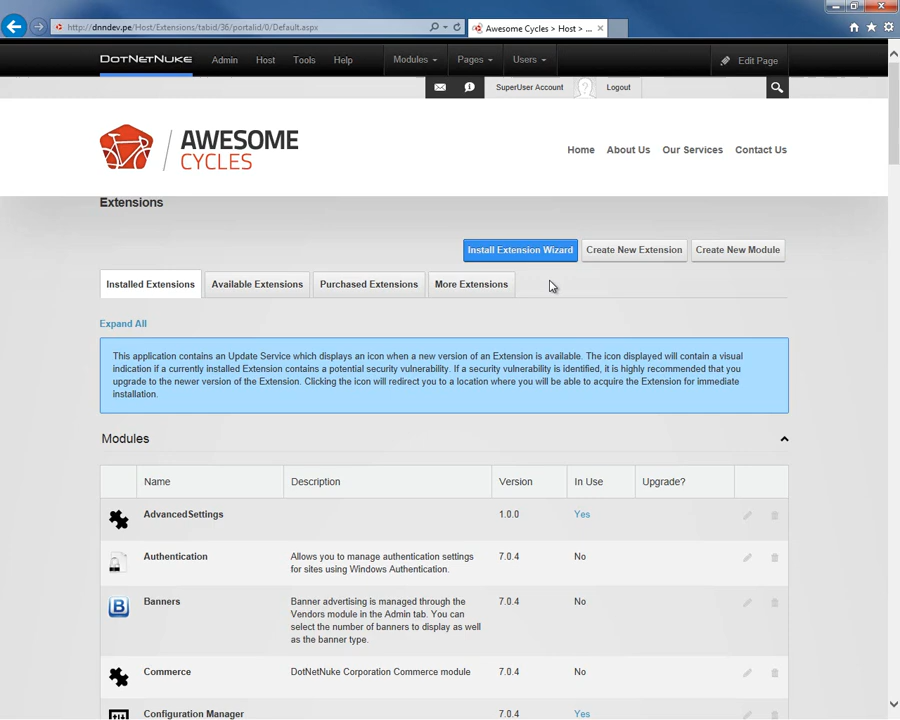 http://dnndev.pe/Host/Extensions/tabid/36/portalid/0/Default.aspx
Awesome Cycles > Host > ...
DOTNETNUKE Admin Host Tools Help Modules Pages Users Edit Page
SuperUser Account Logout
AWESOME
CYCLES
Home About Us Our Services Contact Us
Extensions
Install Extension Wizard Create New Extension Create New Module
Installed Extensions Available Extensions Purchased Extensions More Extensions
Expand All
This application contains an Update Service which displays an icon when a new version of an Extension is available. The icon displayed will contain a visual
indication if a currently installed Extension contains a potential security vulnerability. If a security vulnerability is identified, it is highly recommended that you
upgrade to the newer version of the Extension. Clicking the icon will redirect you to a location where you will be able to acquire the Extension for immediate
installation.
Modules
Name Description Version In Use Upgrade?
AdvancedSettings 1.0.0 Yes
Authentication Allows you to manage authentication settings 7.0.4 No
for sites using Windows Authentication.
B Banners Banner advertising is managed through the 7.0.4 No
Vendors module in the Admin tab. You can
select the number of banners to display as well
as the banner type.
Commerce DotNetNuke Corporation Commerce module 7.0.4 No
Configuration Manager 7.0.4 Yes